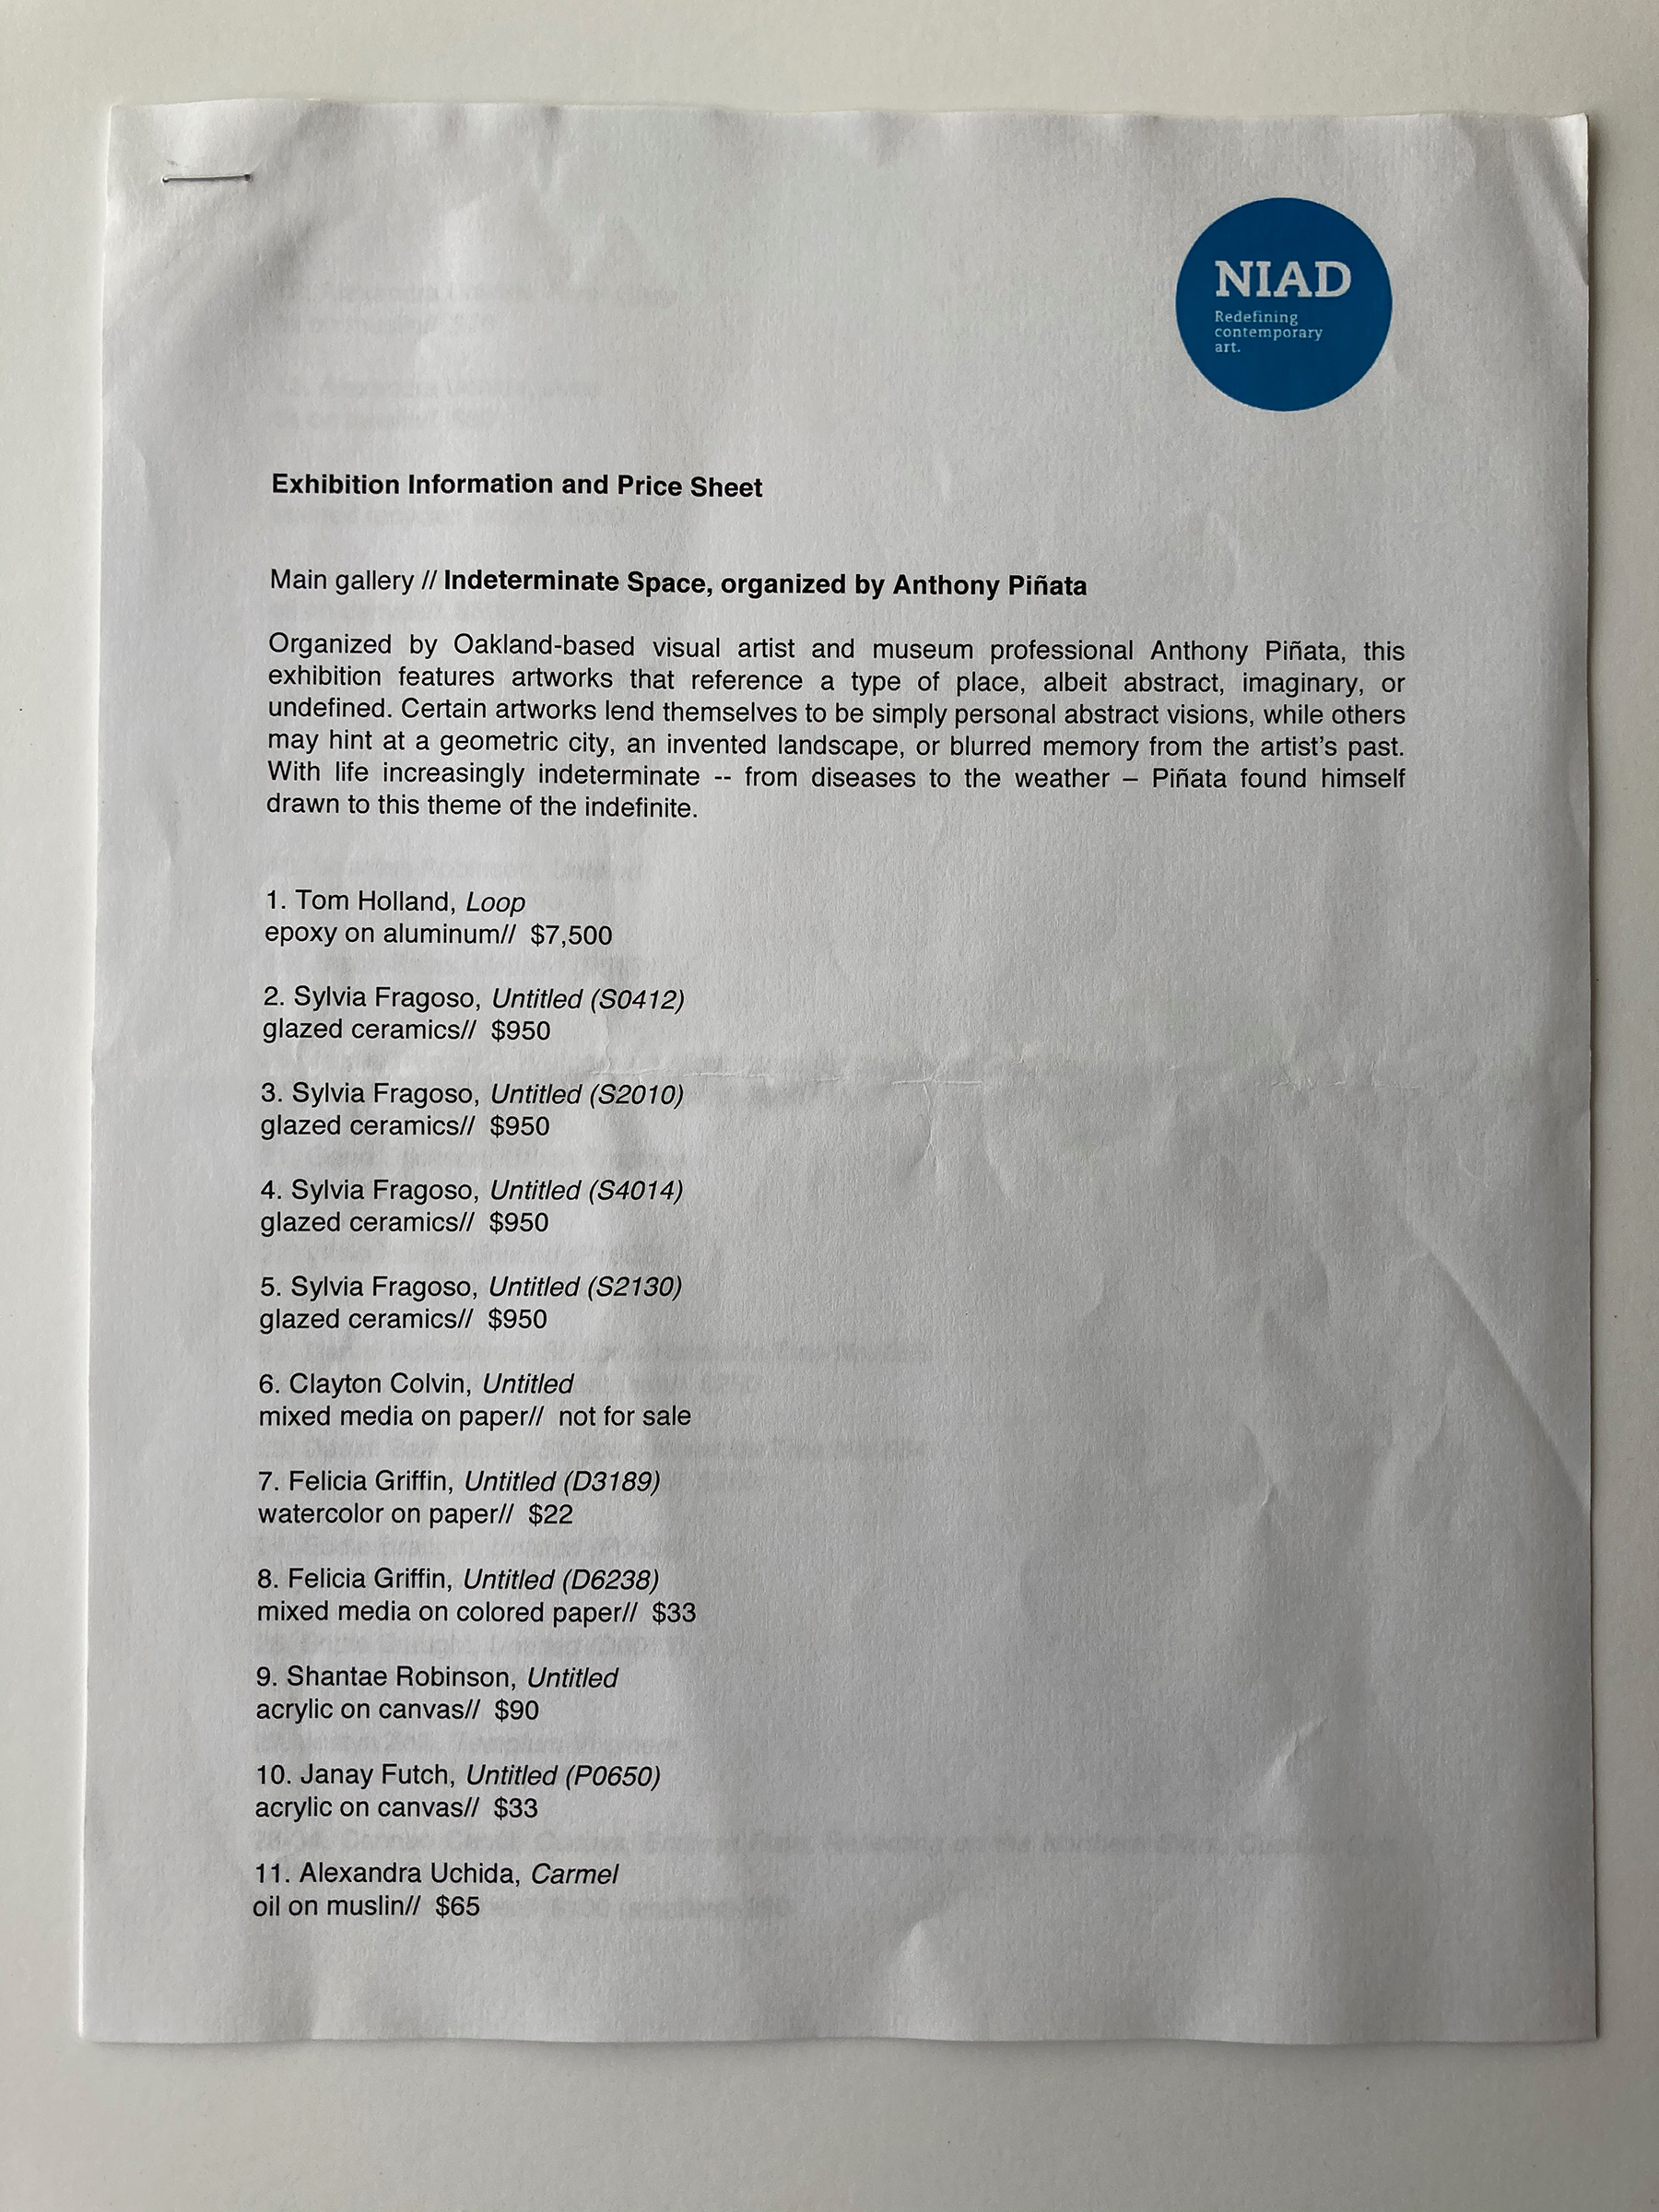 NIAD
Redefining
contemporary
art.
Exhibition Information and Price Sheet
Main gallery // Indeterminate Space, organized by Anthony Piñata
Organized by Oakland-based visual artist and museum professional Anthony Piñata, this
exhibition features artworks that reference a type of place, albeit abstract, imaginary, or
undefined. Certain artworks lend themselves to be simply personal abstract visions, while others
may hint at a geometric city, an invented landscape, or blurred memory from the artist's past.
With life increasingly indeterminate -- from diseases to the weather – Piñata found himself
drawn to this theme of the indefinite.
1. Tom Holland, Loop
epoxy on aluminum// $7,500
2. Sylvia Fragoso, Untitled (S0412)
glazed ceramics// $950
3. Sylvia Fragoso, Untitled (S2010)
glazed ceramics// $950
4. Sylvia Fragoso, Untitled (S4014)
glazed ceramics// $950
5. Sylvia Fragoso, Untitled (S2130)
glazed ceramics// $950
6. Clayton Colvin, Untitled
mixed media on paper// not for sale
7. Felicia Griffin, Untitled (D3189)
watercolor on paper// $22
8. Felicia Griffin, Untitled (D6238)
mixed media on colored paper// $33
9. Shantae Robinson, Untitled
acrylic on canvas// $90
10. Janay Futch, Untitled (P0650)
acrylic on canvas// $33
11. Alexandra Uchida, Carmel
oil on muslin// $65